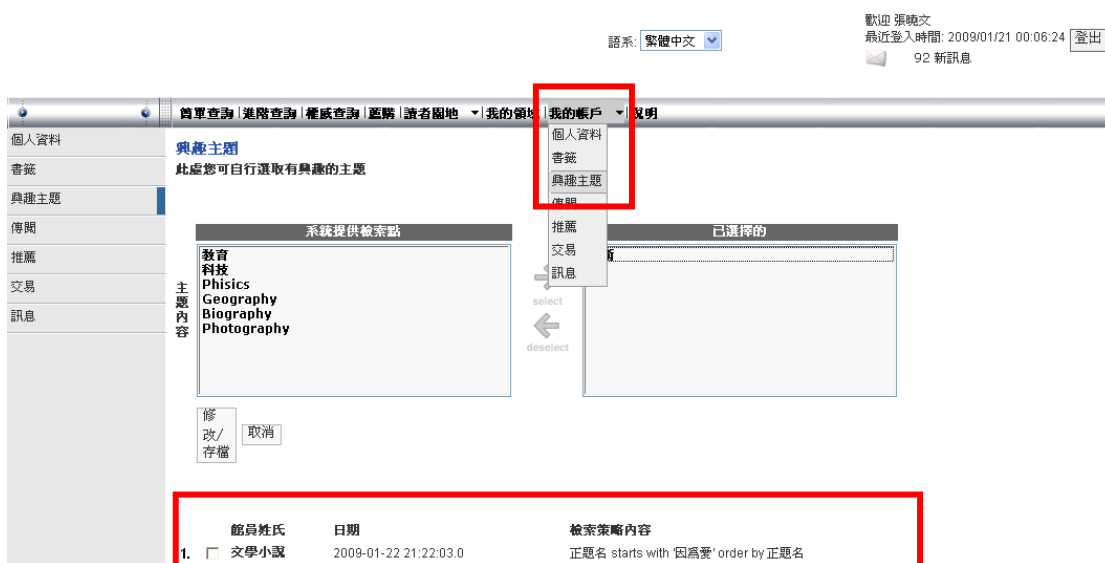 歡迎 張曉文
語系: 繁體中文
最近登入時間: 2009/01/21 00:06:24 登出
92 新訊息
簡單查詢 | 進階查詢 | 權威查詢 | 薦購 | 讀者園地 | 我的領域 | 我的帳戶 | 說明
個人資料
書籤
興趣主題
傳閱
推薦
交易
訊息
興趣主題
此處您可自行選取有興趣的主題
個人資料
書籤
興趣主題
傳閱
推薦
交易
訊息
系統提供檢索點
已選擇的
主題內容
教育
科技
Phisics
Geography
Biography
Photography
select
deselect
修
改/
存檔
取消
館員姓氏 日期 檢索策略內容
1. 文學小說 2009-01-22 21:22:03.0 正題名 starts with '因爲愛' order by 正題名